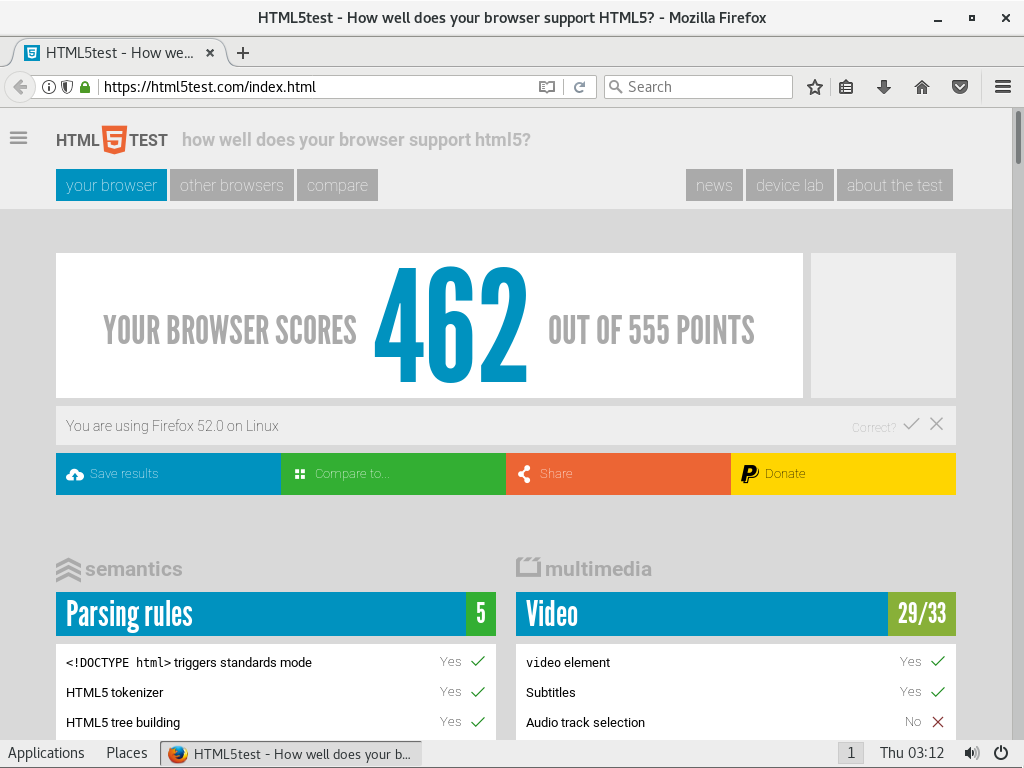 HTML5test - How well does your browser support HTML5? - Mozilla Firefox
HTML5test - How we...
https://html5test.com/index.html
Search
HTML 5 TEST how well does your browser support html5?
your browser other browsers compare news device lab about the test
YOUR BROWSER SCORES 462 OUT OF 555 POINTS
You are using Firefox 52.0 on Linux Correct?
Save results Compare to... Share Donate
semantics
Parsing rules 5
<!DOCTYPE html> triggers standards mode Yes
HTML5 tokenizer Yes
HTML5 tree building Yes
multimedia
Video 29/33
video element Yes
Subtitles Yes
Audio track selection No
Applications Places HTML5test - How well does your b... 1 Thu 03:12